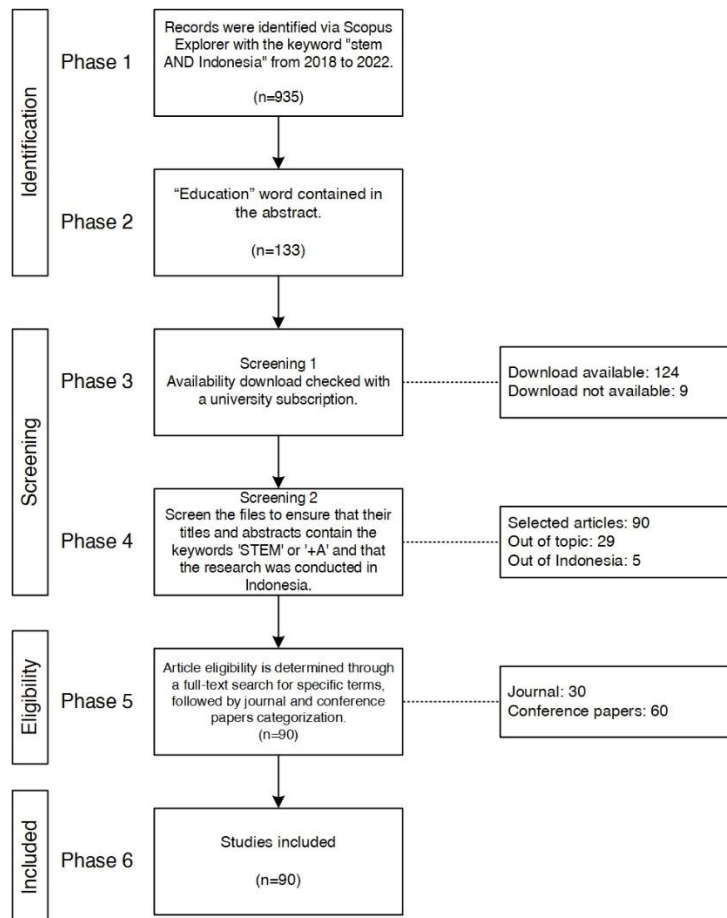 Identification
Phase 1
Records were identified via Scopus
Explorer with the keyword "stem
AND Indonesia" from 2018 to 2022.
(n=935)
Phase 2
“Education” word contained in
the abstract.
(n=133)
Screening
Phase 3
Screening 1
Availability download checked with
a university subscription.
Download available: 124
Download not available: 9
Phase 4
Screening 2
Screen the files to ensure that their
titles and abstracts contain the
keywords 'STEM' or '+A' and that
the research was conducted in
Indonesia.
Selected articles: 90
Out of topic: 29
Out of Indonesia: 5
Eligibility
Phase 5
Article eligibility is determined through
a full-text search for specific terms,
followed by journal and conference
papers categorization.
(n=90)
Journal: 30
Conference papers: 60
Included
Phase 6
Studies included
(n=90)